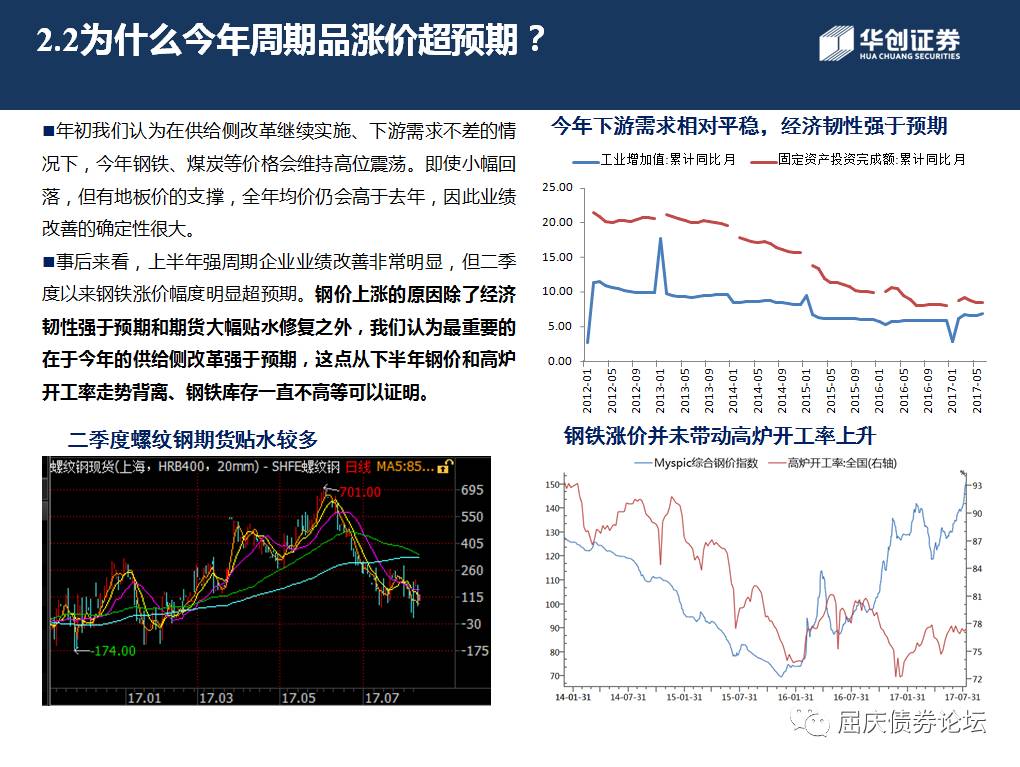 2.2为什么今年周期品涨价超预期？
华创证券
HUA CHUANG SECURITIES
■年初我们认为在供给侧改革继续实施、下游需求不差的情
况下，今年钢铁、煤炭等价格会维持高位震荡。即使小幅回
落，但有地板价的支撑，全年均价仍会高于去年，因此业绩
改善的确定性很大。
■事后来看，上半年强周期企业业绩改善非常明显，但二季
度以来钢铁涨价幅度明显超预期。钢价上涨的原因除了经济
韧性强于预期和期货大幅贴水修复之外，我们认为最重要的
在于今年的供给侧改革强于预期，这点从下半年钢价和高炉
开工率走势背离、钢铁库存一直不高等可以证明。
今年下游需求相对平稳，经济韧性强于预期
工业增加值:累计同比 月 固定资产投资完成额:累计同比 月
25.00
20.00
15.00
10.00
5.00
0.00
2012-01 2012-05 2012-09 2013-01 2013-05 2013-09 2014-01 2014-05 2014-09 2015-01 2015-05 2015-09 2016-01 2016-05 2016-09 2017-01 2017-05
二季度螺纹钢期货贴水较多
螺纹钢现货(上海，HRB400，20mm) - SHFE螺纹钢 日线 MA5:85...
701.00
-174.00
695
550
405
260
115
-30
-175
17.01 17.03 17.05 17.07
钢铁涨价并未带动高炉开工率上升
Myspic综合钢价指数 高炉开工率:全国(右轴)
%
150
140
130
120
110
100
90
80
70
93
90
87
84
81
78
75
72
14-01-31 14-07-31 15-01-31 15-07-31 16-01-31 16-07-31 17-01-31 17-07-31
屈庆债券论坛